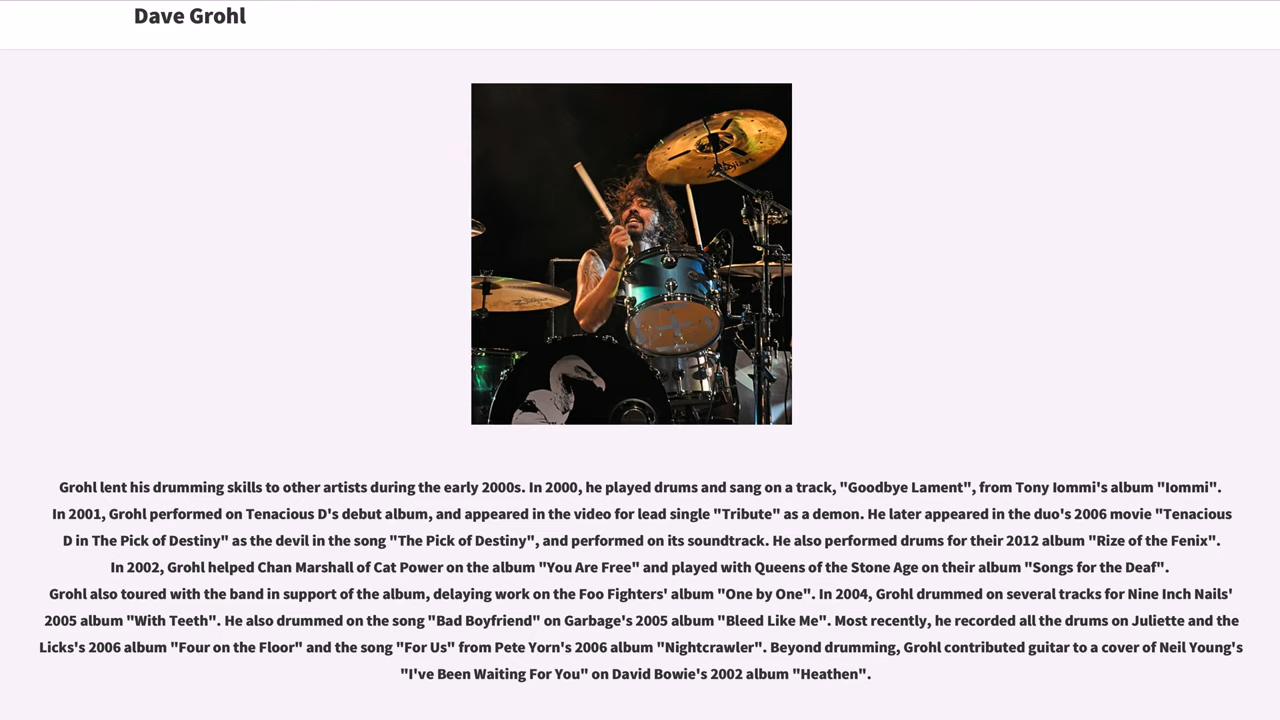 Dave Grohl
Grohl lent his drumming skills to other artists during the early 2000s. In 2000, he played drums and sang on a track, "Goodbye Lament", from Tony Iommi's album "Iommi".
In 2001, Grohl performed on Tenacious D's debut album, and appeared in the video for lead single "Tribute" as a demon. He later appeared in the duo's 2006 movie "Tenacious
D in The Pick of Destiny" as the devil in the song "The Pick of Destiny", and performed on its soundtrack. He also performed drums for their 2012 album "Rize of the Fenix".
In 2002, Grohl helped Chan Marshall of Cat Power on the album "You Are Free" and played with Queens of the Stone Age on their album "Songs for the Deaf".
Grohl also toured with the band in support of the album, delaying work on the Foo Fighters' album "One by One". In 2004, Grohl drummed on several tracks for Nine Inch Nails'
2005 album "With Teeth". He also drummed on the song "Bad Boyfriend" on Garbage's 2005 album "Bleed Like Me". Most recently, he recorded all the drums on Juliette and the
Licks's 2006 album "Four on the Floor" and the song "For Us" from Pete Yorn's 2006 album "Nightcrawler". Beyond drumming, Grohl contributed guitar to a cover of Neil Young's
"I've Been Waiting For You" on David Bowie's 2002 album "Heathen".